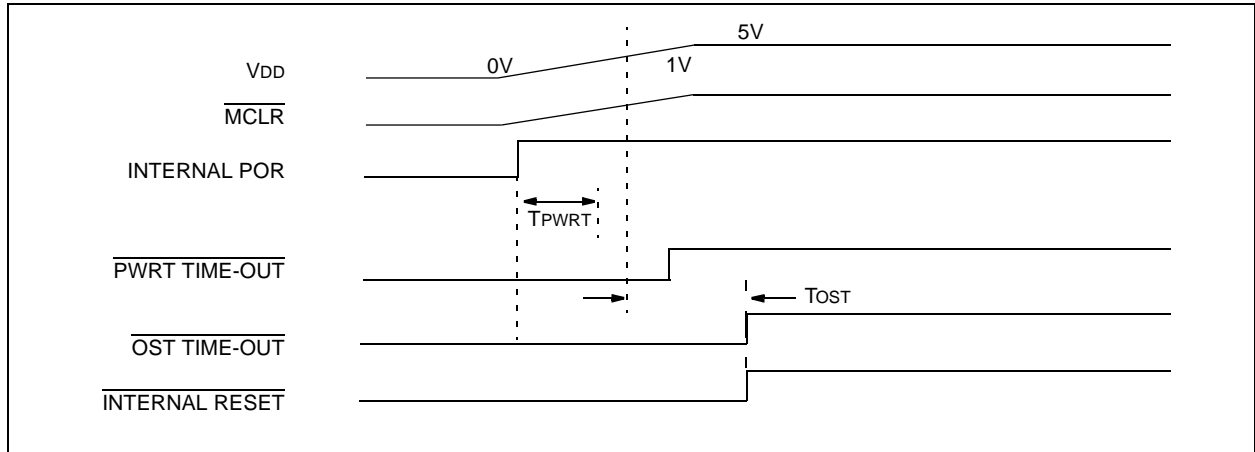 5V
VDD 0V 1V
MCLR
INTERNAL POR
TPWRT
PWRT TIME-OUT
TOST
OST TIME-OUT
INTERNAL RESET